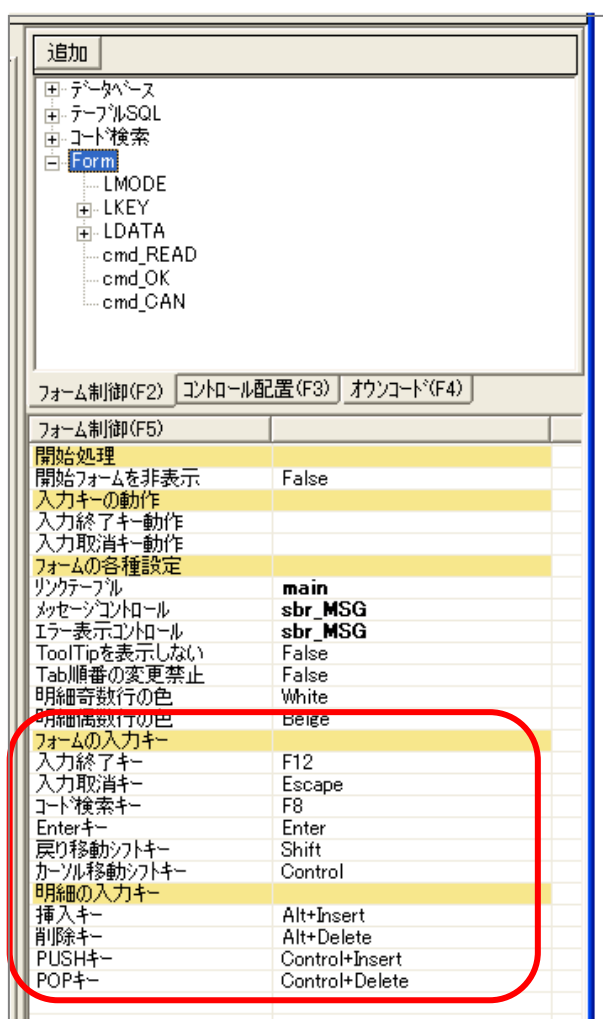 追加
データベース
テーブルSQL
コード検索
Form
LMODE
LKEY
LDATA
cmd_READ
cmd_OK
cmd_CAN
フォーム制御(F2) コントロール配置(F3) オウンコード(F4)
フォーム制御(F5)
開始処理
開始フォームを非表示 False
入力キーの動作
入力終了キー動作
入力取消キー動作
フォームの各種設定
リンクテーブル main
メッセージコントロール sbr_MSG
エラー表示コントロール sbr_MSG
ToolTipを表示しない False
Tab順番の変更禁止 False
明細奇数行の色 White
明細偶数行の色 Beige
フォームの入力キー
入力終了キー F12
入力取消キー Escape
コード検索キー F8
Enterキー Enter
戻り移動シフトキー Shift
カーソル移動シフトキー Control
明細の入力キー
挿入キー Alt+Insert
削除キー Alt+Delete
PUSHキー Control+Insert
POPキー Control+Delete